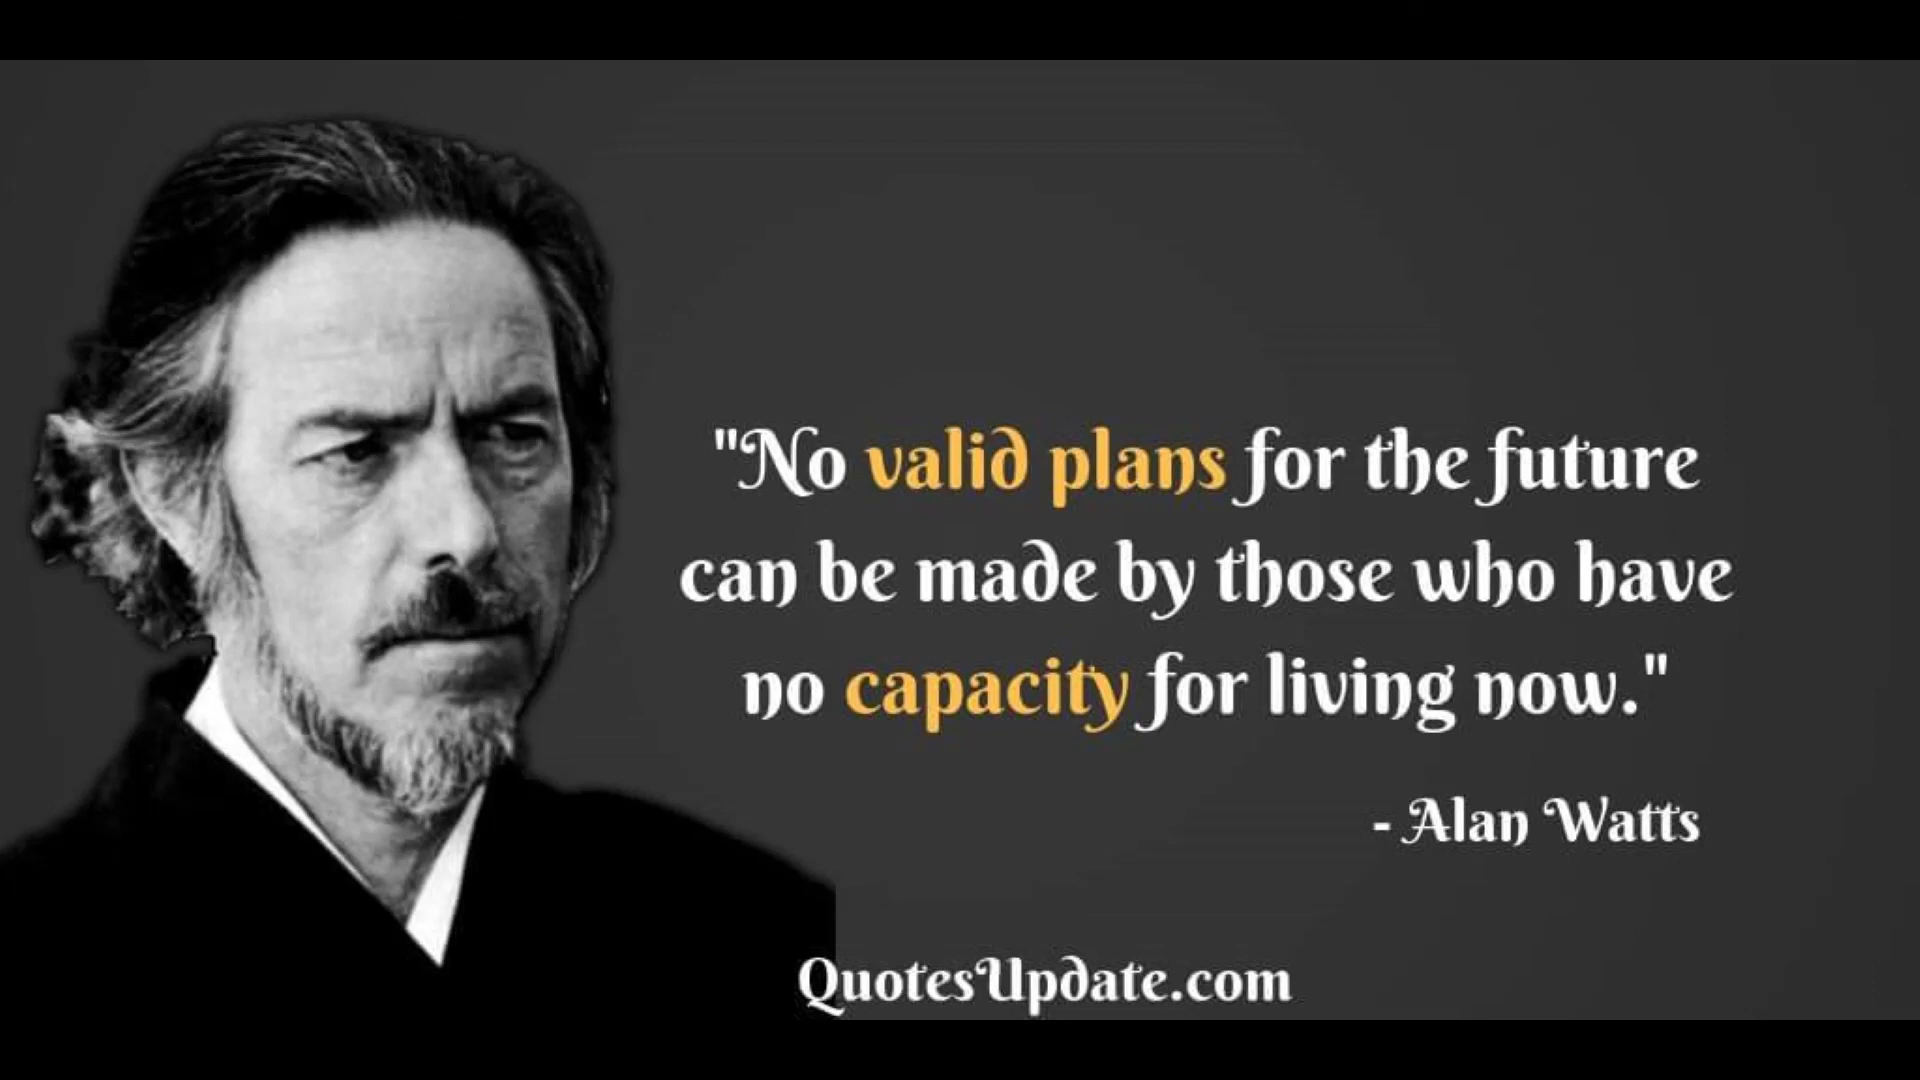 "No valid plans for the future
can be made by those who have
no capacity for living now."
- Alan Watts
QuotesUpdate.com